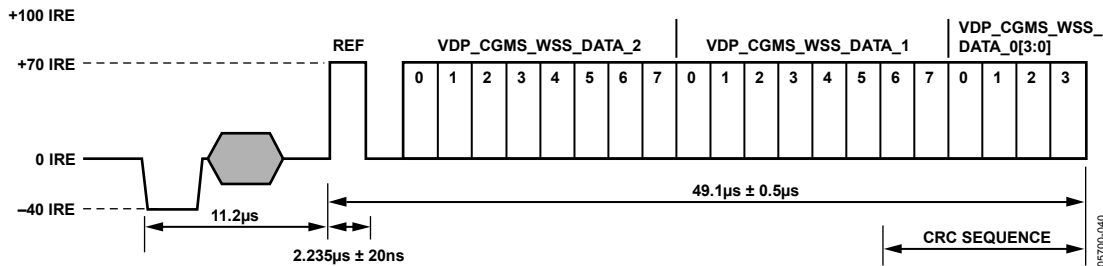 +100 IRE
REF
VDP_CGMS_WSS_DATA_2
VDP_CGMS_WSS_DATA_1
VDP_CGMS_WSS_
DATA_0[3:0]
+70 IRE
0 1 2 3 4 5 6 7 0 1 2 3 4 5 6 7 0 1 2 3
0 IRE
49.1µs ± 0.5µs
–40 IRE
11.2µs
CRC SEQUENCE
2.235µs ± 20ns
05700-040